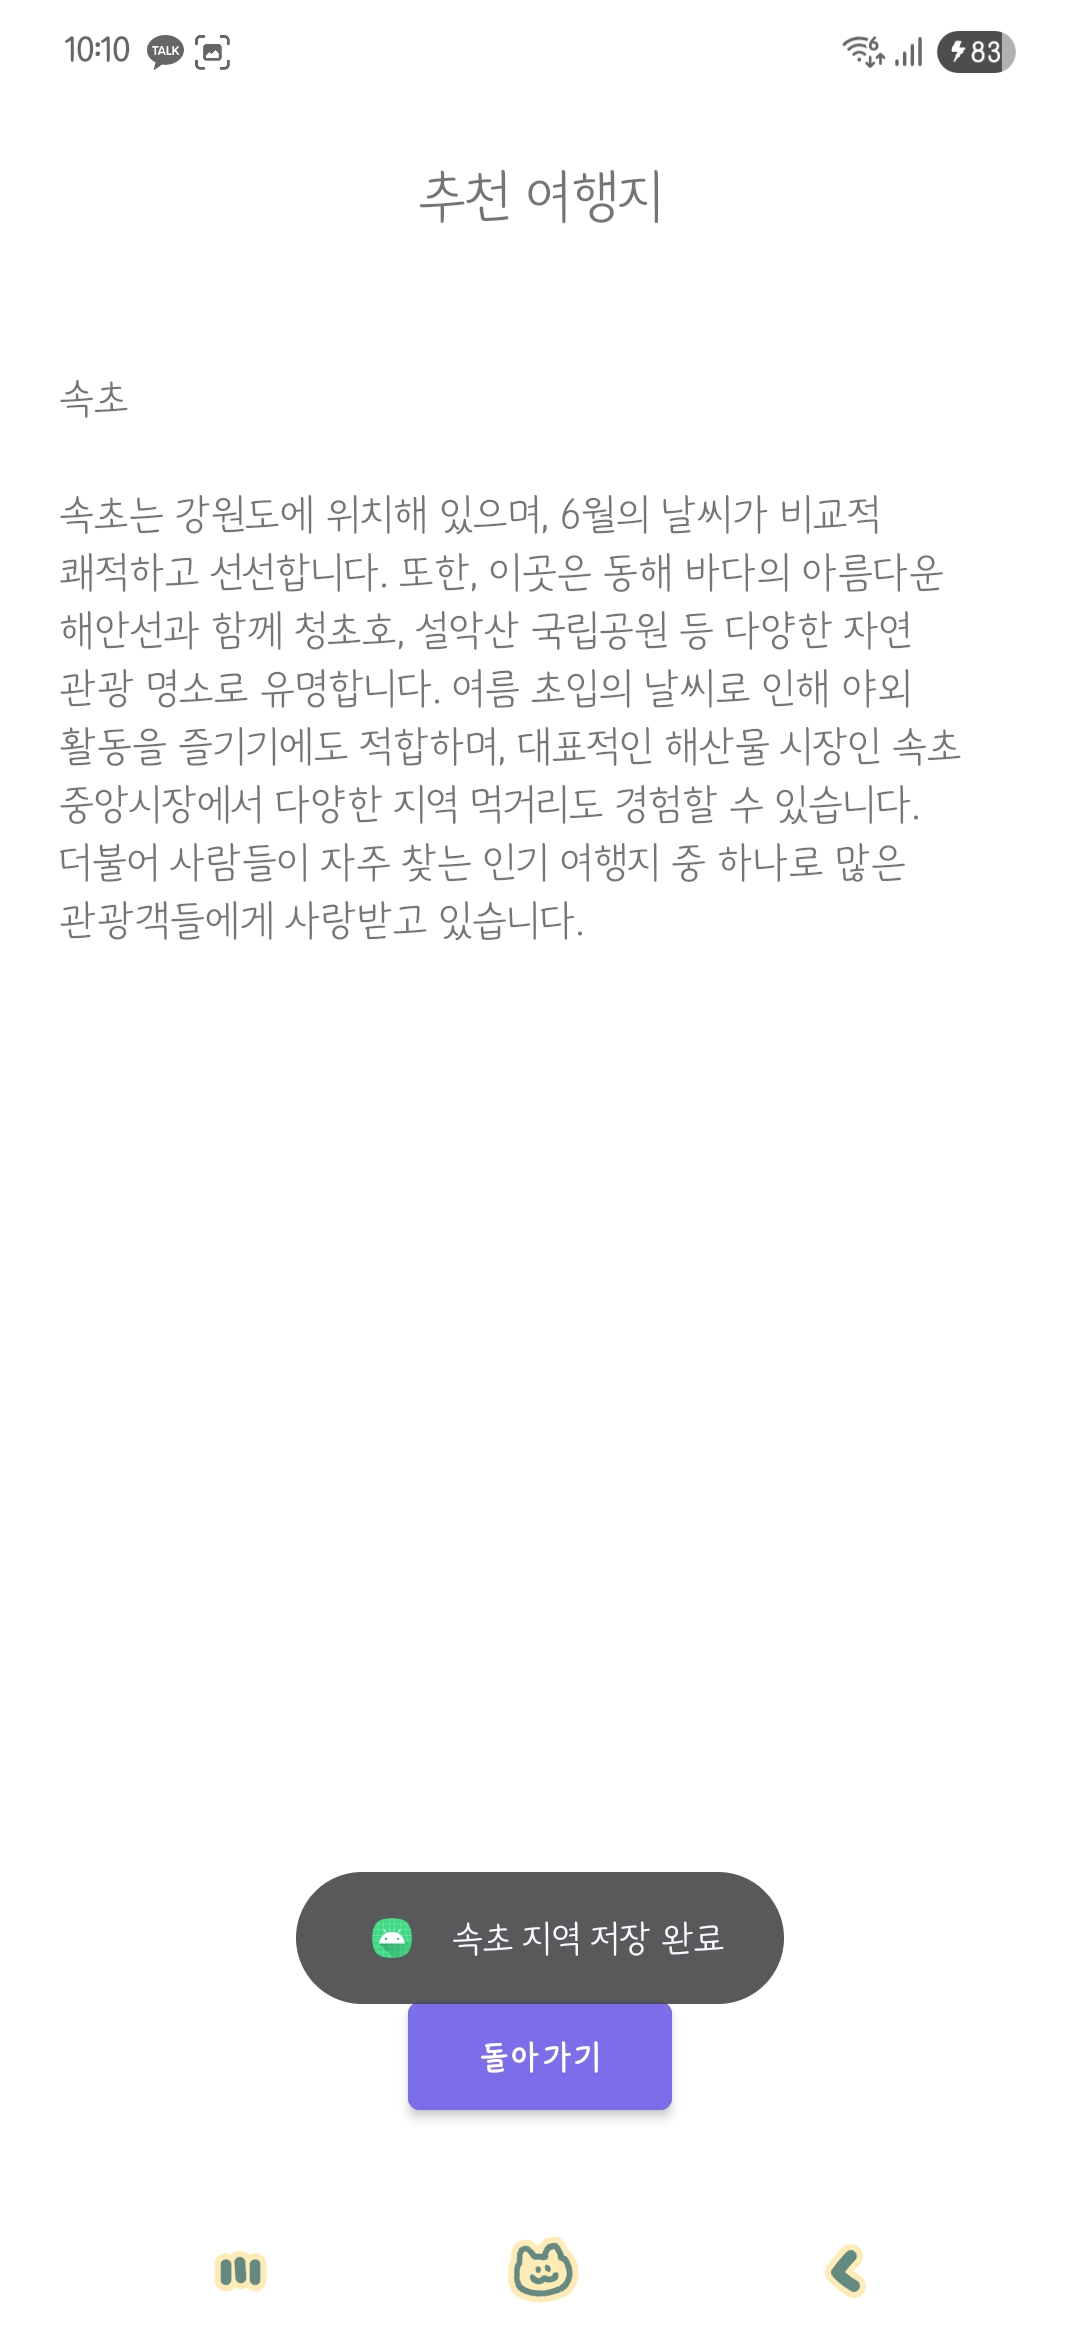 10:10 TALK 6 83
추천 여행지
속초
속초는 강원도에 위치해 있으며, 6월의 날씨가 비교적
쾌적하고 선선합니다. 또한, 이곳은 동해 바다의 아름다운
해안선과 함께 청초호, 설악산 국립공원 등 다양한 자연
관광 명소로 유명합니다. 여름 초입의 날씨로 인해 야외
활동을 즐기기에도 적합하며, 대표적인 해산물 시장인 속초
중앙시장에서 다양한 지역 먹거리도 경험할 수 있습니다.
더불어 사람들이 자주 찾는 인기 여행지 중 하나로 많은
관광객들에게 사랑받고 있습니다.
속초 지역 저장 완료
돌아가기